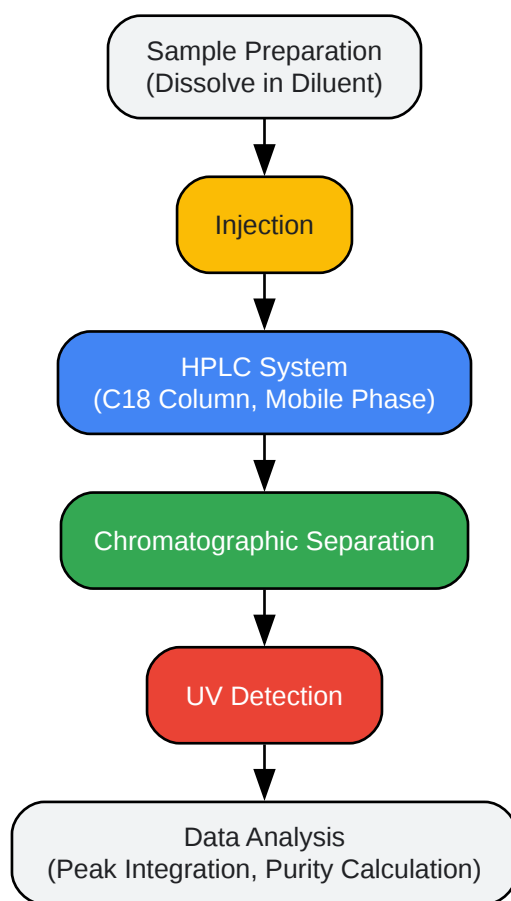 Sample Preparation
(Dissolve in Diluent)
Injection
HPLC System
(C18 Column, Mobile Phase)
Chromatographic Separation
UV Detection
Data Analysis
(Peak Integration, Purity Calculation)